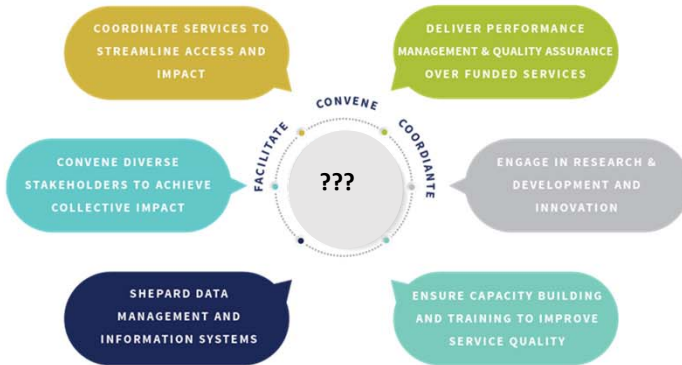 COORDINATE SERVICES TO
STREAMLINE ACCESS AND
IMPACT
DELIVER PERFORMANCE
MANAGEMENT & QUALITY ASSURANCE
OVER FUNDED SERVICES
FACILITATE
CONVENE
COORDIANTE
CONVENE DIVERSE
STAKEHOLDERS TO ACHIEVE
COLLECTIVE IMPACT
???
ENGAGE IN RESEARCH &
DEVELOPMENT AND
INNOVATION
SHEPARD DATA
MANAGEMENT AND
INFORMATION SYSTEMS
ENSURE CAPACITY BUILDING
AND TRAINING TO IMPROVE
SERVICE QUALITY